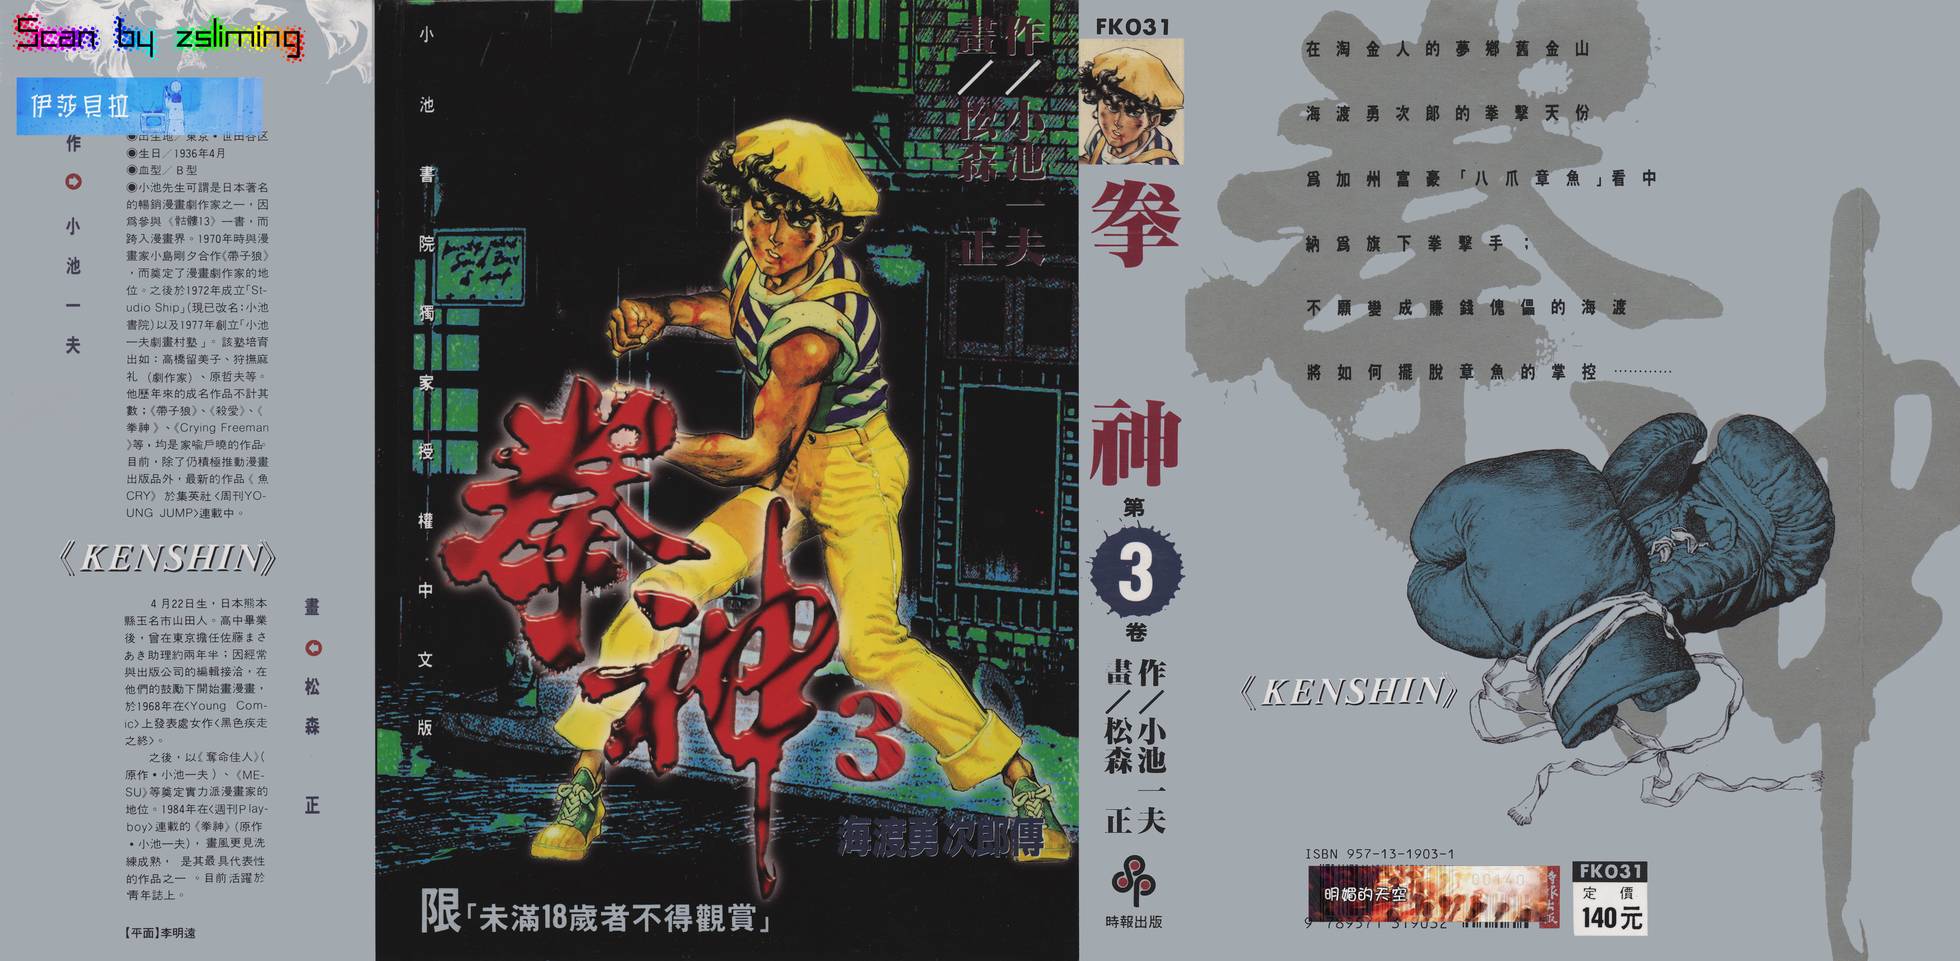 Scan by zsliming
伊莎貝拉
作
小池一夫
◉出生地／東京•世田谷区
◉生日／1936年4月
◉血型／B型
◉小池先生可謂是日本著名
的暢銷漫畫劇作家之一，因
爲參與《骷髏13》一書，而
跨入漫畫界。1970年時與漫
畫家小島剛夕合作《帶子狼》
，而奠定了漫畫劇作家的地
位。之後於1972年成立「St-
udio Ship」(現已改名：小池
書院)以及1977年創立「小池
一夫劇畫村塾」。該塾培育
出如：高橋留美子、狩撫麻
礼（劇作家）、原哲夫等。
他歷年來的成名作品不計其
數；《帶子狼》、《殺愛》、《
拳神》、《Crying Freeman
》等，均是家喻戶曉的作品。
目前，除了仍積極推動漫畫
出版品外，最新的作品《魚
CRY》於集英社〈周刊YO-
UNG JUMP〉連載中。
《KENSHIN》
畫
松森 正
4月22日生，日本熊本
縣玉名市山田人。高中畢業
後，曾在東京擔任佐藤まさ
あき助理約兩年半；因經常
與出版公司的編輯接洽，在
他們的鼓勵下開始畫漫畫，
於1968年在〈Young Com-
ic〉上發表處女作〈黑色疾走
之終〉。
之後，以《奪命佳人》(
原作•小池一夫）、《ME-
SU》等奠定實力派漫畫家的
地位。1984年在〈週刊Play-
boy〉連載的《拳神》(原作
•小池一夫），畫風更見洗
練成熟，是其最具代表性
的作品之一。目前活躍於
青年誌上。
【平面】李明遠
小池書院獨家授權中文版
作／小池一夫
畫／松森 正
拳神3
海渡勇次郎傳
限「未滿18歲者不得觀賞」
FK031
拳神
第
3
卷
作／小池一夫
畫／松森 正
時報出版
在淘金人的夢鄉舊金山
海渡勇次郎的拳擊天份
爲加州富豪「八爪章魚」看中
納爲旗下拳擊手；
不願變成賺錢傀儡的海渡
將如何擺脫章魚的掌控…………
《KENSHIN》
ISBN 957-13-1903-1
00140
明媚的天空
9 789571 319032
FK031
定價
140元